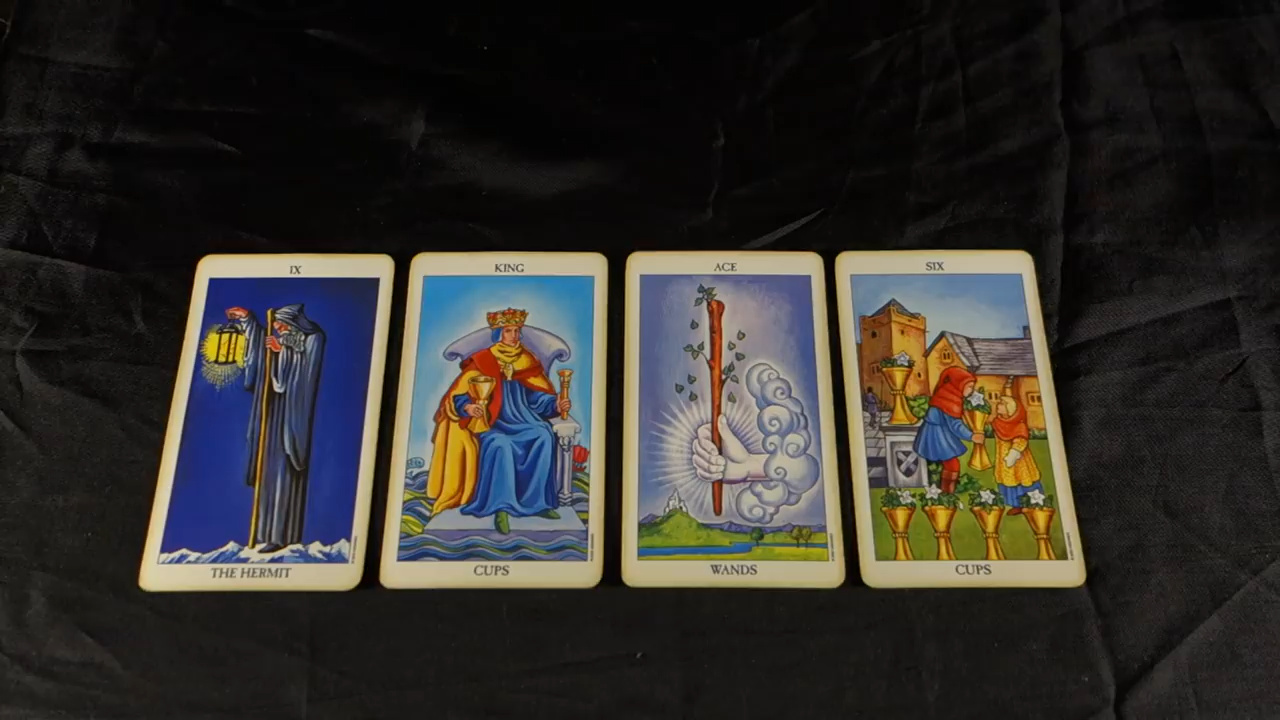 IX
THE HERMIT
KING
CUPS
ACE
WANDS
SIX
CUPS